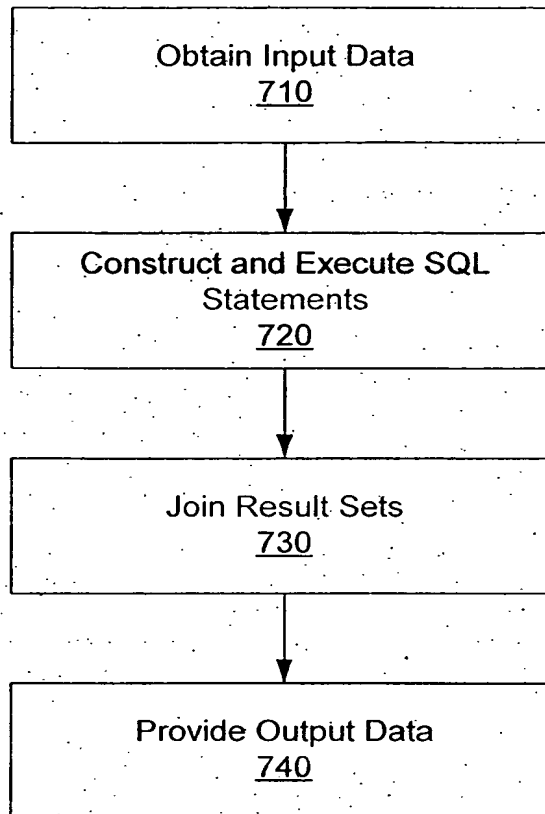 Obtain Input Data
710
Construct and Execute SQL
Statements
720
Join Result Sets
730
Provide Output Data
740